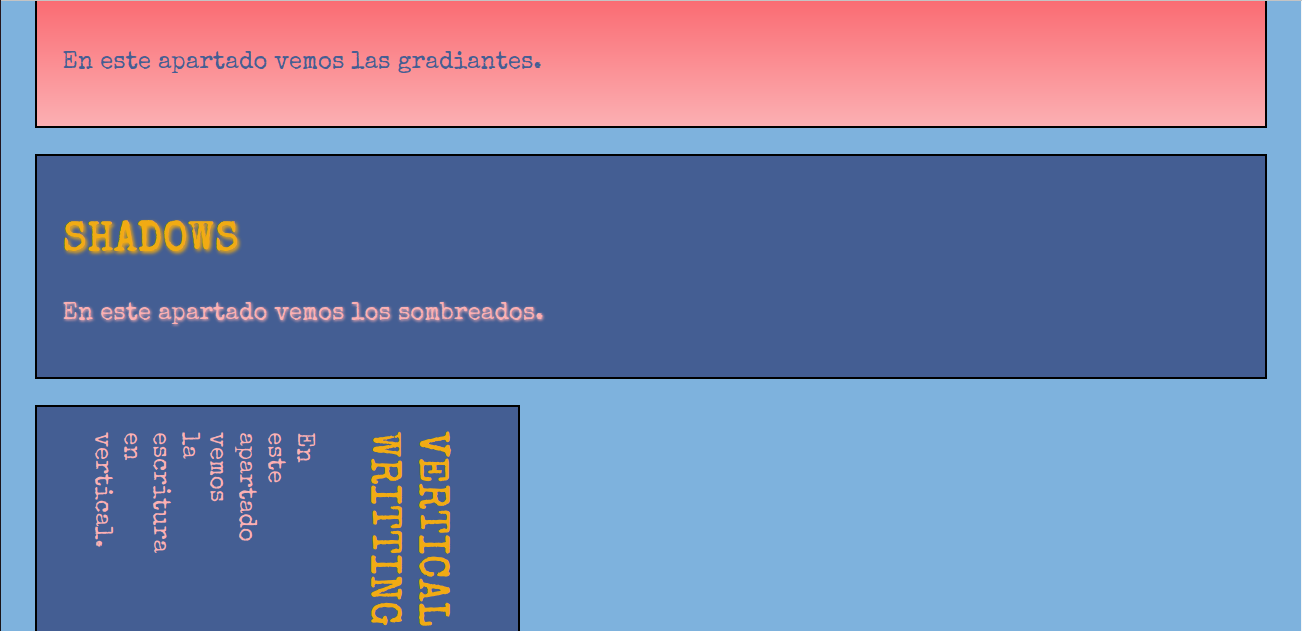 En este apartado vemos las gradiantes.
SHADOWS
En este apartado vemos los sombreados.
VERTICAL
WRITTING
En
este
apartado
vemos
la
escritura
en
vertical.